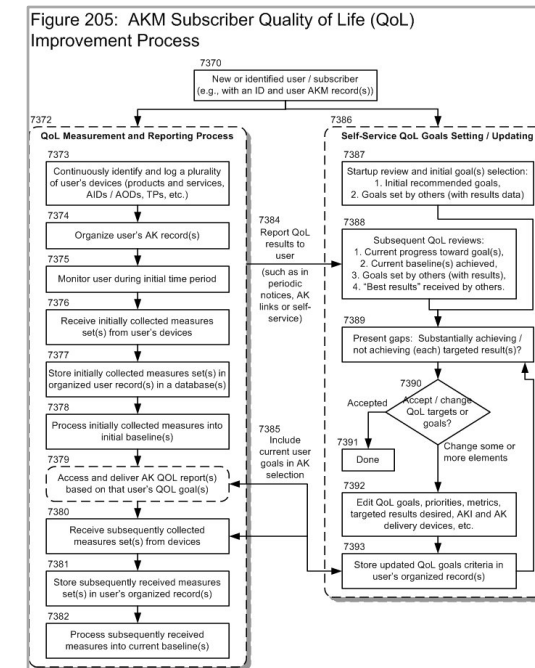 Figure 205: AKM Subscriber Quality of Life (QoL)
Improvement Process
7370
New or identified user / subscriber
(e.g., with an ID and user AKM record(s))
7372
QoL Measurement and Reporting Process
7373
Continuously identify and log a plurality
of user's devices (products and services,
AIDs / AODs, TPs, etc.)
7374
Organize user's AK record(s)
7375
Monitor user during initial time period
7376
Receive initially collected measures
set(s) from user's devices
7377
Store initially collected measures set(s) in
organized user record(s) in a database(s)
7378
Process initially collected measures into
initial baseline(s)
7379
Access and deliver AK QOL report(s)
based on that user's QOL goal(s)
7380
Receive subsequently collected
measures set(s) from devices
7381
Store subsequently received measures
set(s) in user's organized record(s)
7382
Process subsequently received
measures into current baseline(s)
7384
Report QoL
results to
user
(such as in
periodic
notices, AK
links or self-
service)
7385
Include
current user
goals in AK
selection
7386
Self-Service QoL Goals Setting / Updating
7387
Startup review and initial goal(s) selection:
1. Initial recommended goals,
2. Goals set by others (with results data)
7388
Subsequent QoL reviews:
1. Current progress toward goal(s),
2. Current baseline(s) achieved,
3. Goals set by others (with results),
4. "Best results" received by others.
7389
Present gaps: Substantially achieving /
not achieving (each) targeted result(s)?
7390
Accept / change
QoL targets or
goals?
Accepted
7391
Done
Change some or
more elements
7392
Edit QoL goals, priorities, metrics,
targeted results desired, AKI and AK
delivery devices, etc.
7393
Store updated QoL goals criteria in
user's organized record(s)